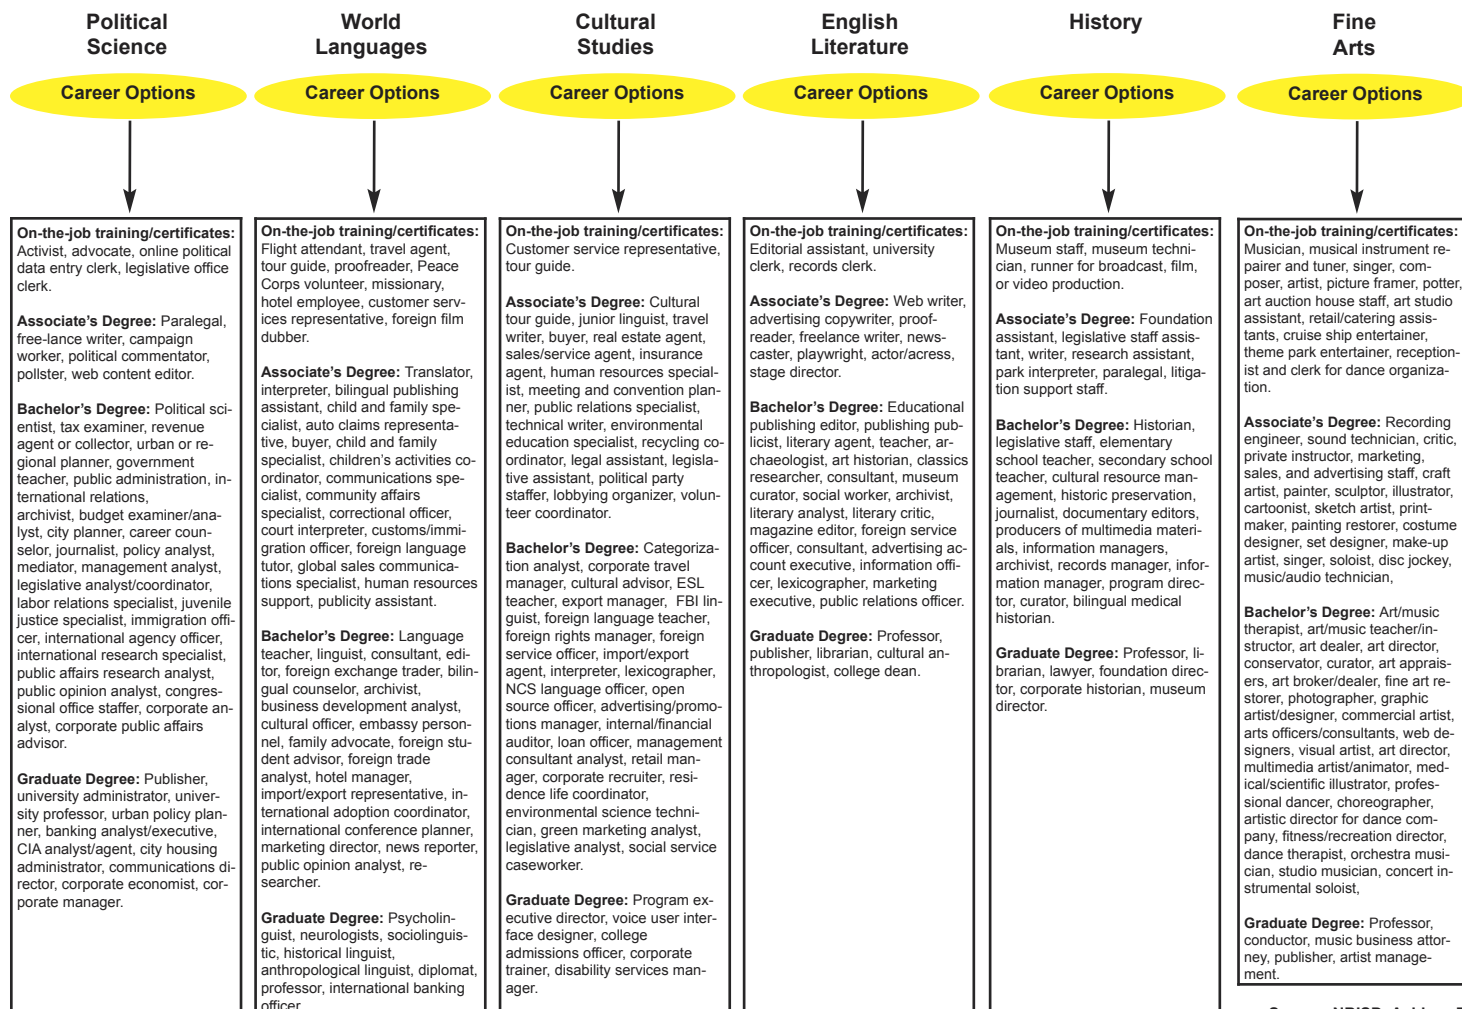 Political
Science
Career Options
On-the-job training/certificates:
Activist, advocate, online political
data entry clerk, legislative office
clerk.
Associate's Degree: Paralegal,
free-lance writer, campaign
worker, political commentator,
pollster, web content editor.
Bachelor's Degree: Political sci-
entist, tax examiner, revenue
agent or collector, urban or re-
gional planner, government
teacher, public administration, in-
ternational relations,
archivist, budget examiner/ana-
lyst, city planner, career coun-
selor, journalist, policy analyst,
mediator, management analyst,
legislative analyst/coordinator,
labor relations specialist, juvenile
justice specialist, immigration offi-
cer, international agency officer,
international research specialist,
public affairs research analyst,
public opinion analyst, congres-
sional office staffer, corporate an-
alyst, corporate public affairs
advisor.
Graduate Degree: Publisher,
university administrator, univer-
sity professor, urban policy plan-
ner, banking analyst/executive,
CIA analyst/agent, city housing
administrator, communications di-
rector, corporate economist, cor-
porate manager.
World
Languages
Career Options
On-the-job training/certificates:
Flight attendant, travel agent,
tour guide, proofreader, Peace
Corps volunteer, missionary,
hotel employee, customer serv-
ices representative, foreign film
dubber.
Associate's Degree: Translator,
interpreter, bilingual publishing
assistant, child and family spe-
cialist, auto claims representa-
tive, buyer, child and family
specialist, children's activities co-
ordinator, communications spe-
cialist, community affairs
specialist, correctional officer,
court interpreter, customs/immi-
gration officer, foreign language
tutor, global sales communica-
tions specialist, human resources
support, publicity assistant.
Bachelor's Degree: Language
teacher, linguist, consultant, edi-
tor, foreign exchange trader, bilin-
gual counselor, archivist,
business development analyst,
cultural officer, embassy person-
nel, family advocate, foreign stu-
dent advisor, foreign trade
analyst, hotel manager,
import/export representative, in-
ternational adoption coordinator,
international conference planner,
marketing director, news reporter,
public opinion analyst, re-
searcher.
Graduate Degree: Psycholin-
guist, neurologists, sociolinguis-
tic, historical linguist,
anthropological linguist, diplomat,
professor, international banking
officer
Cultural
Studies
Career Options
On-the-job training/certificates:
Customer service representative,
tour guide.
Associate's Degree: Cultural
tour guide, junior linguist, travel
writer, buyer, real estate agent,
sales/service agent, insurance
agent, human resources special-
ist, meeting and convention plan-
ner, public relations specialist,
technical writer, environmental
education specialist, recycling co-
ordinator, legal assistant, legisla-
tive assistant, political party
staffer, lobbying organizer, volun-
teer coordinator.
Bachelor's Degree: Categoriza-
tion analyst, corporate travel
manager, cultural advisor, ESL
teacher, export manager, FBI lin-
guist, foreign language teacher,
foreign rights manager, foreign
service officer, import/export
agent, interpreter, lexicographer,
NCS language officer, open
source officer, advertising/promo-
tions manager, internal/financial
auditor, loan officer, management
consultant analyst, retail man-
ager, corporate recruiter, resi-
dence life coordinator,
environmental science techni-
cian, green marketing analyst,
legislative analyst, social service
caseworker.
Graduate Degree: Program ex-
ecutive director, voice user inter-
face designer, college
admissions officer, corporate
trainer, disability services man-
ager.
English
Literature
Career Options
On-the-job training/certificates:
Editorial assistant, university
clerk, records clerk.
Associate's Degree: Web writer,
advertising copywriter, proof-
reader, freelance writer, news-
caster, playwright, actor/acress,
stage director.
Bachelor's Degree: Educational
publishing editor, publishing pub-
licist, literary agent, teacher, ar-
chaeologist, art historian, classics
researcher, consultant, museum
curator, social worker, archivist,
literary analyst, literary critic,
magazine editor, foreign service
officer, consultant, advertising ac-
count executive, information offi-
cer, lexicographer, marketing
executive, public relations officer.
Graduate Degree: Professor,
publisher, librarian, cultural an-
thropologist, college dean.
History
Career Options
On-the-job training/certificates:
Museum staff, museum techni-
cian, runner for broadcast, film,
or video production.
Associate's Degree: Foundation
assistant, legislative staff assis-
tant, writer, research assistant,
park interpreter, paralegal, litiga-
tion support staff.
Bachelor's Degree: Historian,
legislative staff, elementary
school teacher, secondary school
teacher, cultural resource man-
agement, historic preservation,
journalist, documentary editors,
producers of multimedia materi-
als, information managers,
archivist, records manager, infor-
mation manager, program direc-
tor, curator, bilingual medical
historian.
Graduate Degree: Professor, li-
brarian, lawyer, foundation direc-
tor, corporate historian, museum
director.
Fine
Arts
Career Options
On-the-job training/certificates:
Musician, musical instrument re-
pairer and tuner, singer, com-
poser, artist, picture framer, potter,
art auction house staff, art studio
assistant, retail/catering assis-
tants, cruise ship entertainer,
theme park entertainer, reception-
ist and clerk for dance organiza-
tion.
Associate's Degree: Recording
engineer, sound technician, critic,
private instructor, marketing,
sales, and advertising staff, craft
artist, painter, sculptor, illustrator,
cartoonist, sketch artist, print-
maker, painting restorer, costume
designer, set designer, make-up
artist, singer, soloist, disc jockey,
music/audio technician,
Bachelor's Degree: Art/music
therapist, art/music teacher/in-
structor, art dealer, art director,
conservator, curator, art apprais-
ers, art broker/dealer, fine art re-
storer, photographer, graphic
artist/designer, commercial artist,
arts officers/consultants, web de-
signers, visual artist, art director,
multimedia artist/animator, med-
ical/scientific illustrator, profes-
sional dancer, choreographer,
artistic director for dance com-
pany, fitness/recreation director,
dance therapist, orchestra musi-
cian, studio musician, concert in-
strumental soloist,
Graduate Degree: Professor,
conductor, music business attor-
ney, publisher, artist manage-
ment.